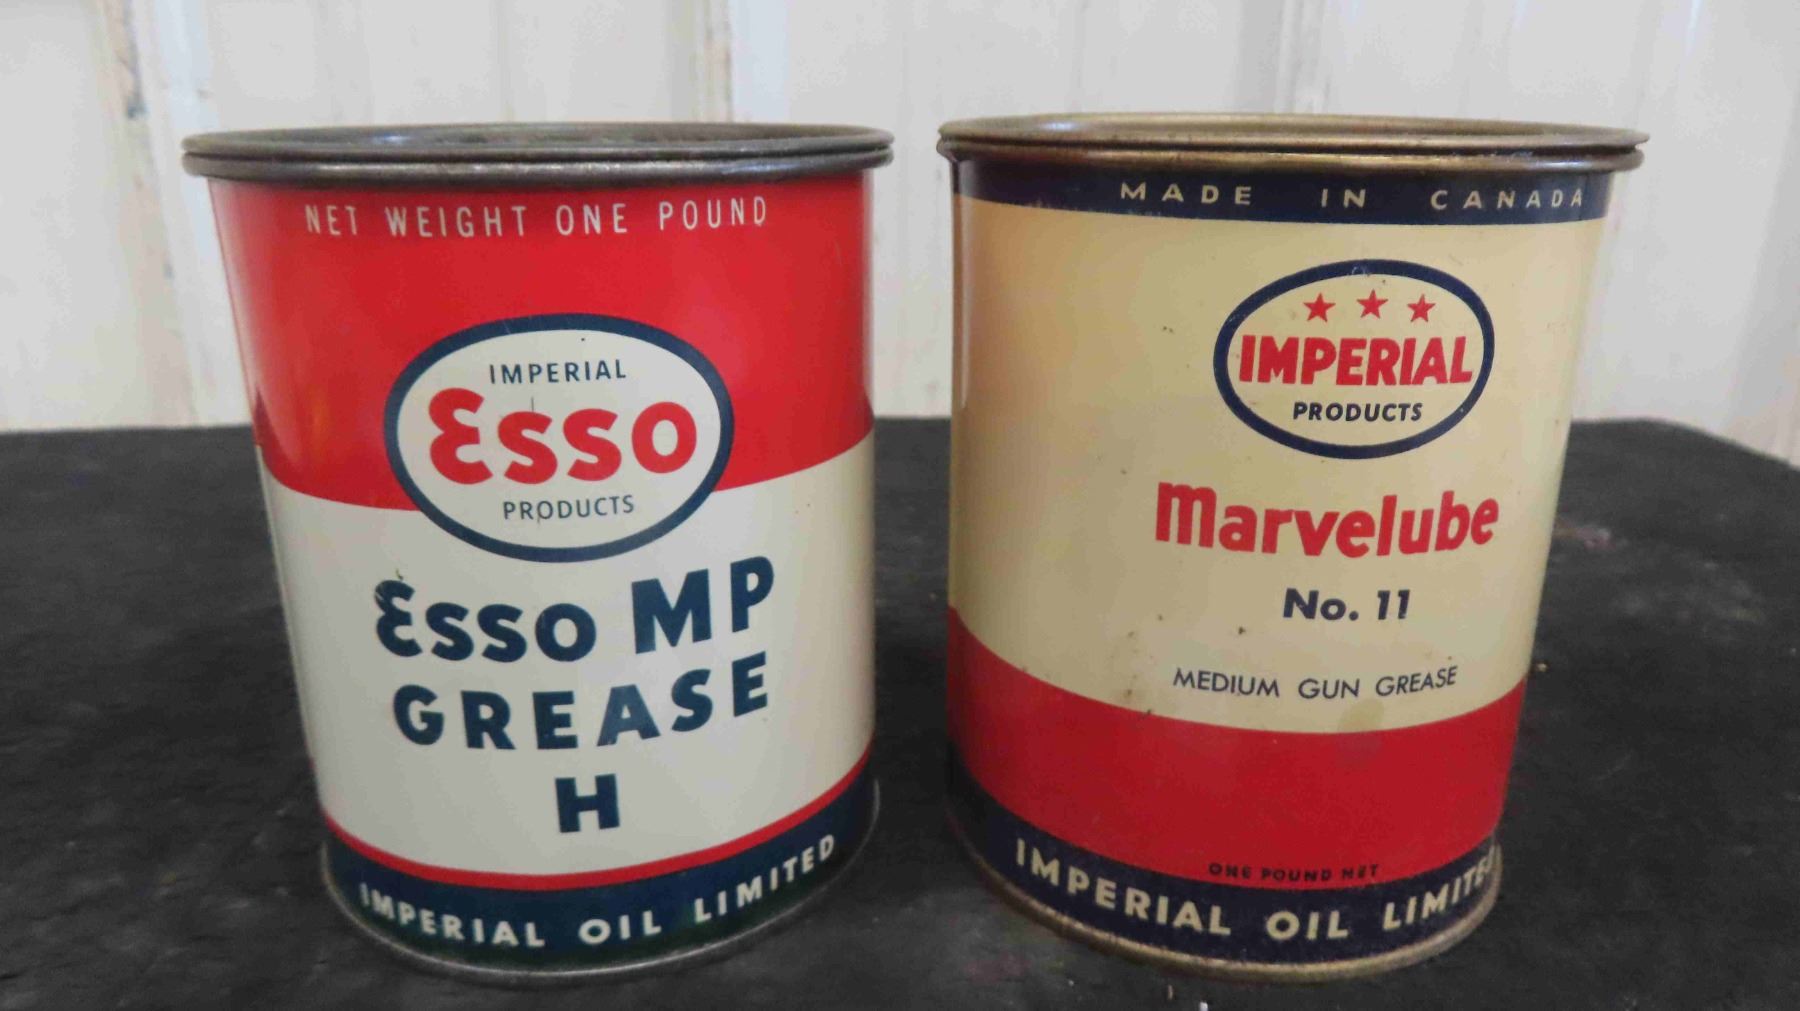 NET WEIGHT ONE POUND
IMPERIAL
Esso
PRODUCTS
Esso MP
GREASE
H
IMPERIAL OIL LIMITED
MADE IN CANADA
IMPERIAL
PRODUCTS
Marvelube
No. 11
MEDIUM GUN GREASE
ONE POUND NET
IMPERIAL OIL LIMITED